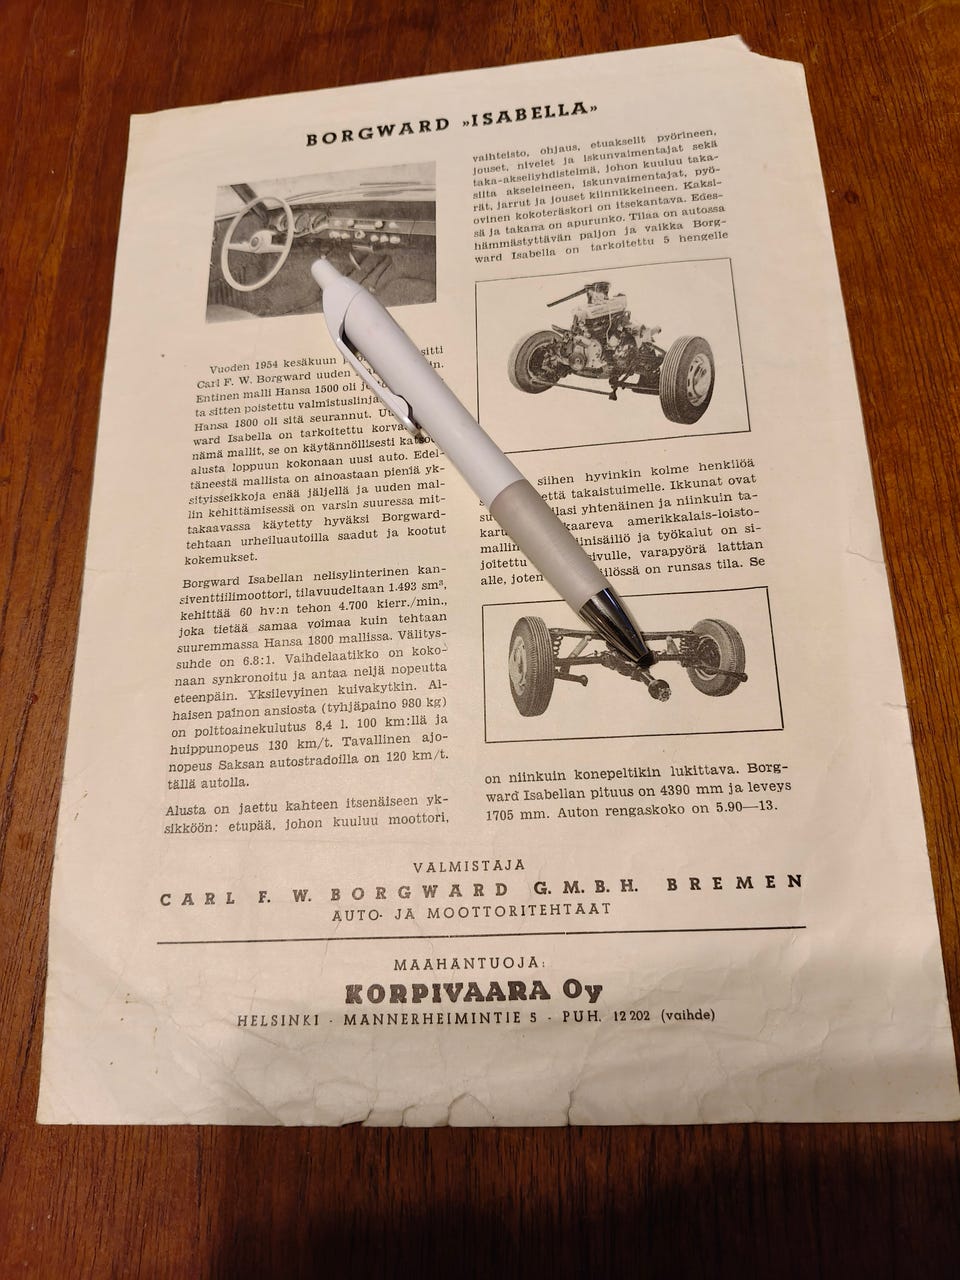 BORGWARD »ISABELLA»
Vuoden 1954 kesäkuun
Carl F. W. Borgward uuden
Entinen malli Hansa 1500 oli
ta sitten poistettu
Hansa 1800 oli sitä seurannut.
ward Isabella on tarkoitettu
nämä mallit, se on käytännöllisesti
alusta loppuun kokonaan uusi auto. Edel-
täneestä mallista on ainoastaan pieniä yk-
sityisseikkoja enää jäljellä ja uuden mal-
lin kehittämisessä on varsin suuressa mit-
takaavassa käytetty hyväksi Borgward-
tehtaan urheiluautoilla saadut ja kootut
kokemukset.
Borgward Isabellan nelisylinterinen kan-
siventtiilimoottori, tilavuudeltaan 1.493 sm³,
kehittää 60 hv:n tehon 4.700 kierr./min.,
joka tietää samaa voimaa kuin tehtaan
suuremmassa Hansa 1800 mallissa. Välitys-
suhde on 6.8:1. Vaihdelaatikko on koko-
naan synkronoitu ja antaa neljä nopeutta
eteenpäin. Yksilevyinen kuivakytkin. Al-
haisen painon ansiosta (tyhjäpaino 980 kg)
on polttoainekulutus 8,4 l. 100 km:llä ja
huippunopeus 130 km/t. Tavallinen ajo-
nopeus Saksan autostradoilla on 120 km/t.
tällä autolla.
Alusta on jaettu kahteen itsenäiseen yk-
sikköön: etupää, johon kuuluu moottori,
vaihteisto, ohjaus, etuakselit pyörineen,
jouset, nivelet ja iskunvaimentajat sekä
taka-akseliyhdistelmä, johon kuuluu taka-
silta akseleineen, iskunvaimentajat, pyö-
rät, jarrut ja jouset kiinnikkeineen. Kaksi-
ovinen kokoteräskori on itsekantava. Edes-
sä ja takana on apurunko. Tilaa on autossa
hämmästyttävän paljon ja vaikka Borg-
ward Isabella on tarkoitettu 5 hengelle
siihen hyvinkin kolme henkilöä
että takaistuimelle. Ikkunat ovat
yhtenäinen ja niinkuin ta-
kaareva amerikkalais-loisto-
ja työkalut on si-
joitettu sivulle, varapyörä lattian
alle, joten on runsas tila. Se
on niinkuin konepeltikin lukittava. Borg-
ward Isabellan pituus on 4390 mm ja leveys
1705 mm. Auton rengaskoko on 5.90—13.
VALMISTAJA
CARL F. W. BORGWARD G.M.B.H. BREMEN
AUTO- JA MOOTTORITEHTAAT
MAAHANTUOJA:
KORPIVAARA Oy
HELSINKI - MANNERHEIMINTIE 5 - PUH. 12 202 (vaihde)